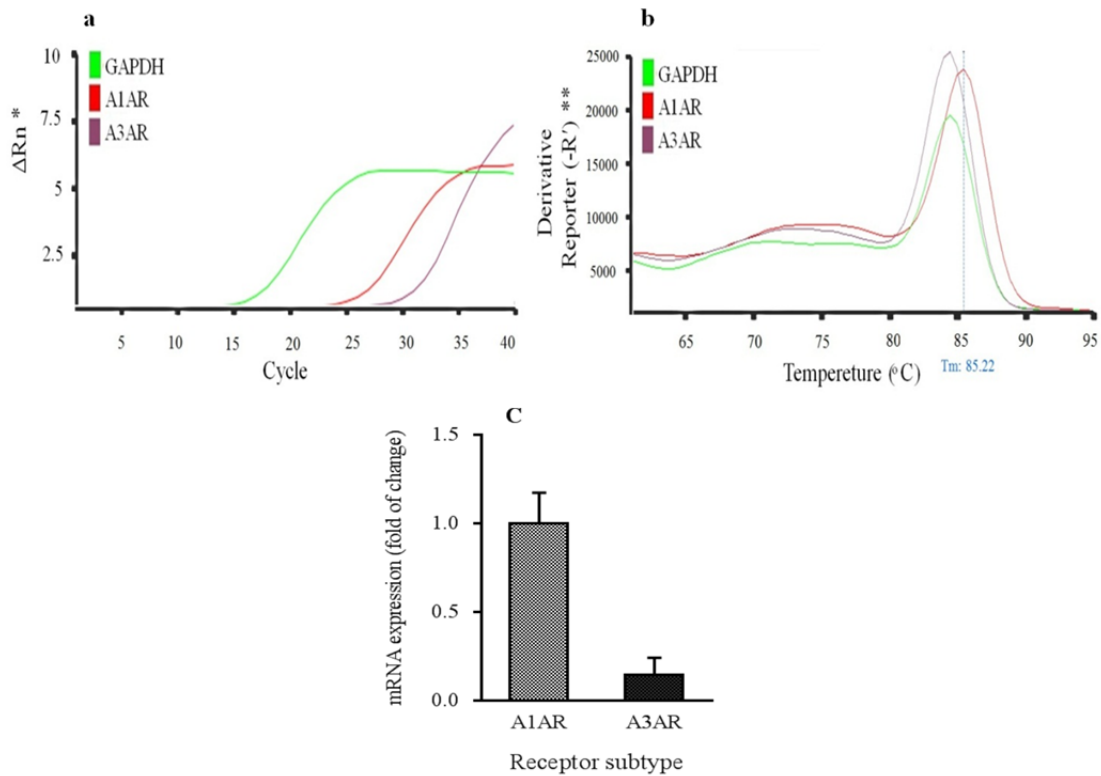 a
10
7.5
5
2.5
ΔRn *
GAPDH
A1AR
A3AR
5 10 15 20 25 30 35 40
Cycle
b
25000
20000
15000
10000
5000
Derivative
Reporter (-R') **
GAPDH
A1AR
A3AR
65 70 75 80 85 90 95
Tempereture (°C)
Tm: 85.22
C
1.5
1.0
0.5
0.0
mRNA expression (fold of change)
A1AR A3AR
Receptor subtype